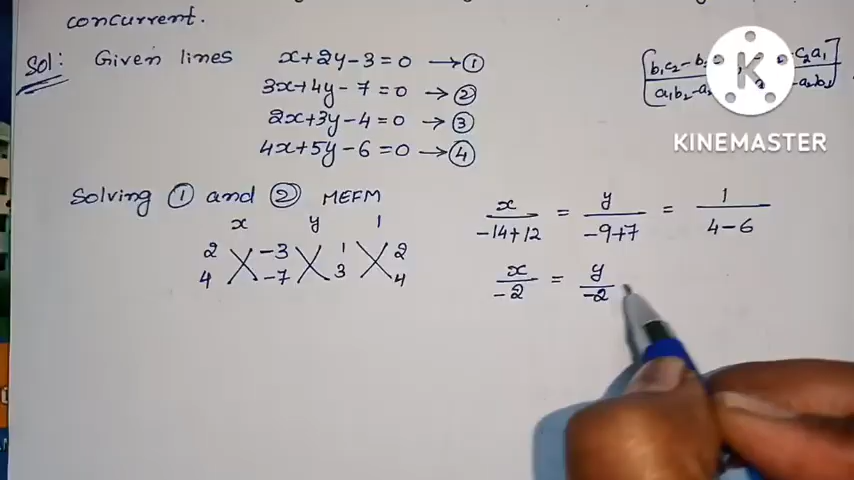 concurrent.
Sol: Given lines x+2y-3=0 → ①
3x+4y-7=0 → ②
2x+3y-4=0 → ③
4x+5y-6=0 → ④
KINEMASTER
Solving ① and ② MEFM
x y 1
2 -3 1 2
4 -7 3 4
x/-14+12 = y/-9+7 = 1/4-6
x/-2 = y/-2